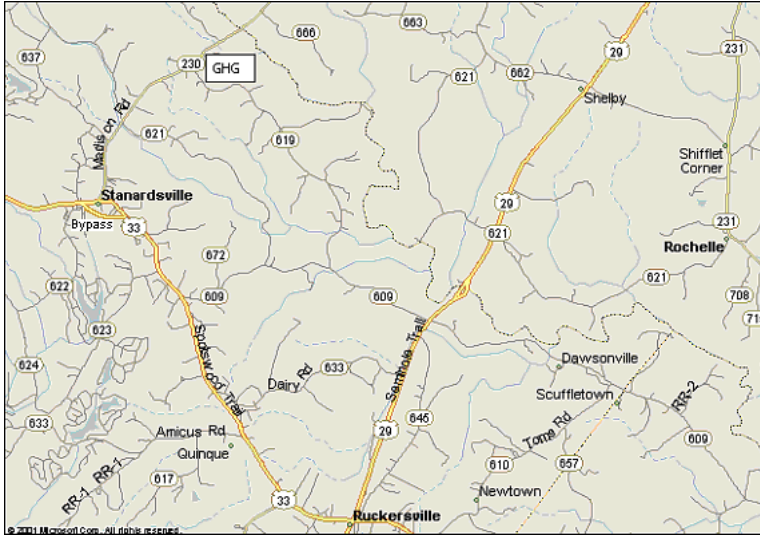 663
666
29
231
637
230
GHG
621
662
Shelby
Madison Rd
621
619
Shifflet
Corner
Stanardsville
29
Bypass
33
231
621
Rochelle
672
622
609
609
621
708
623
Spotswood Trail
Seminole Trail
Dawsonville
624
Dairy Rd
633
Scuffletown
RR-2
633
645
Amicus Rd
29
Toms Rd
609
Quinque
610
657
RR-1 RR-1
617
Newtown
33
Ruckersville
© 2001 Microsoft Corp. All rights reserved.